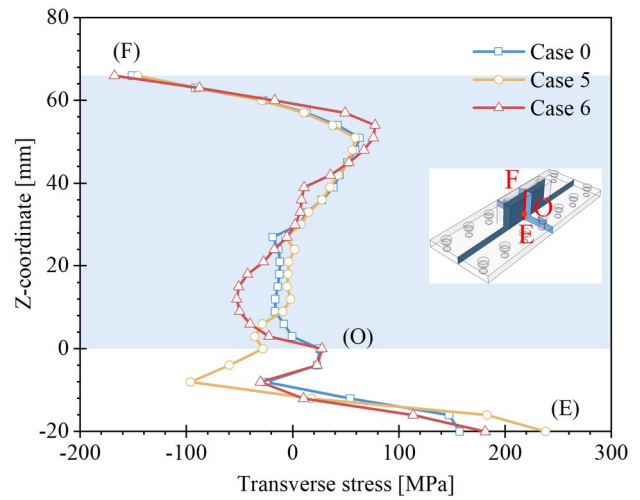 80
60
40
20
0
-20
Z-coordinate [mm]
(F)
Case 0
Case 5
Case 6
F
O
E
(O)
(E)
-200
-100
0
100
200
300
Transverse stress [MPa]